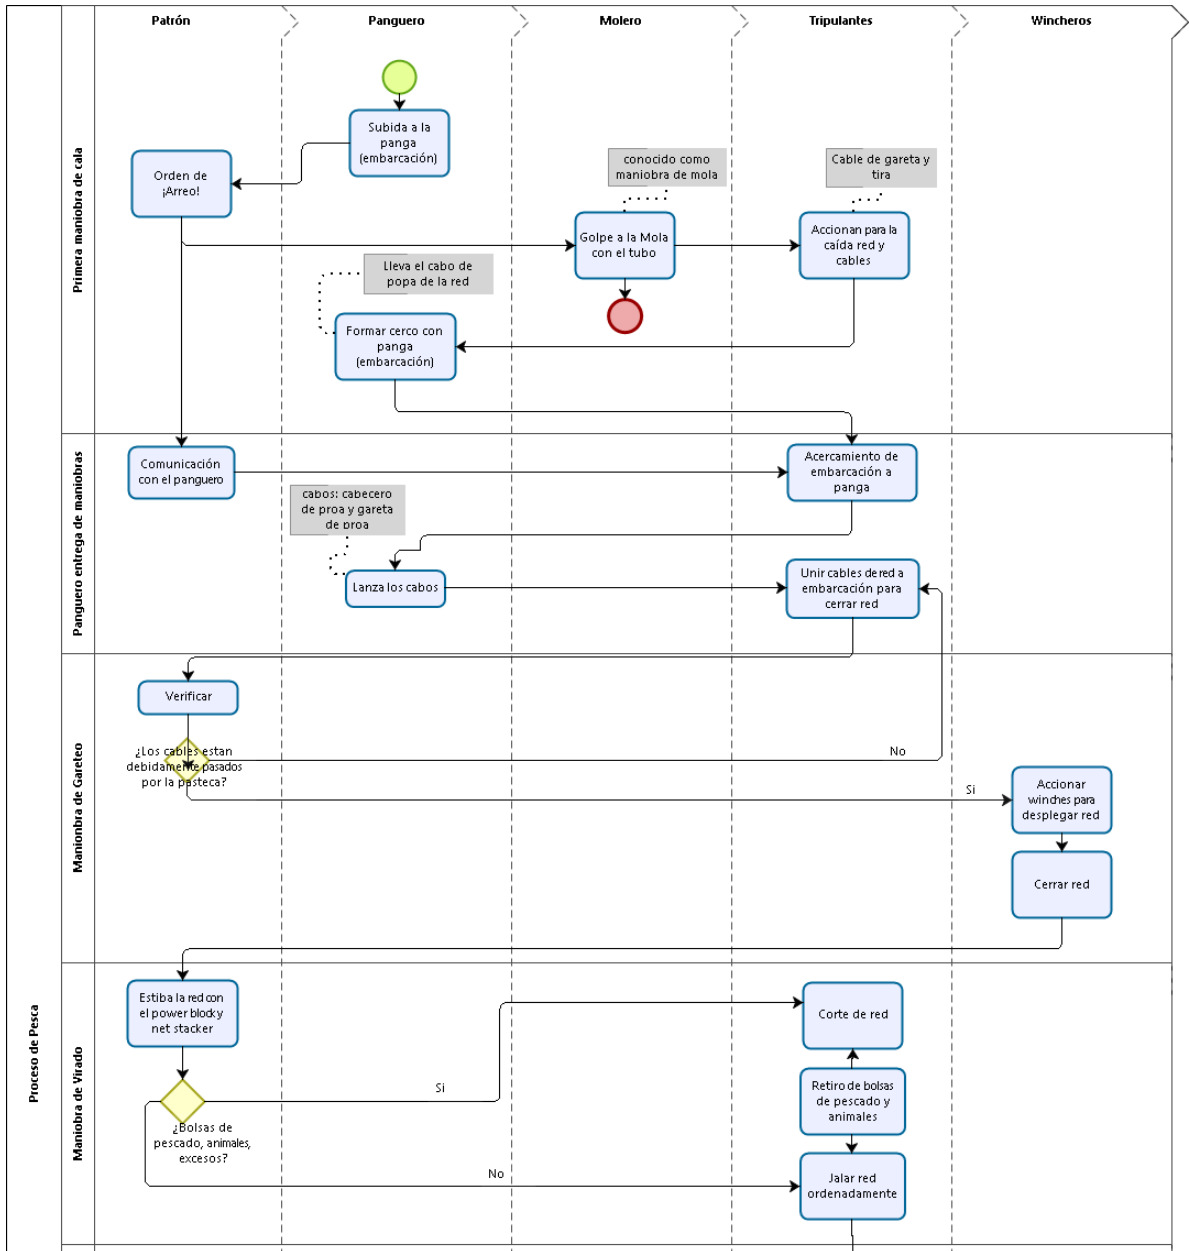 Patrón
Panguero
Molero
Tripulantes
Wincheros
Proceso de Pesca
Primera maniobra de cala
Subida a la
panga
(embarcación)
Orden de
¡Arreo!
conocido como
maniobra de mola
Cable de gareta y
tira
Golpe a la Mola
con el tubo
Accionan para la
caída red y
cables
Lleva el cabo de
popa de la red
Formar cerco con
panga
(embarcación)
Panguero entrega de maniobras
Comunicación
con el panguero
Acercamiento de
embarcación a
panga
cabos: cabecero
de proa y gareta
de proa
Lanza los cabos
Unir cables de red a
embarcación para
cerrar red
Manionbra de Gareteo
Verificar
¿Los cables estan
debidamente pasados
por la pasteca?
No
Si
Accionar
winches para
desplegar red
Cerrar red
Maniobra de Virado
Estiba la red con
el power block y
net stacker
Corte de red
Si
Retiro de bolsas
de pescado y
animales
¿Bolsas de
pescado, animales,
excesos?
No
Jalar red
ordenadamente